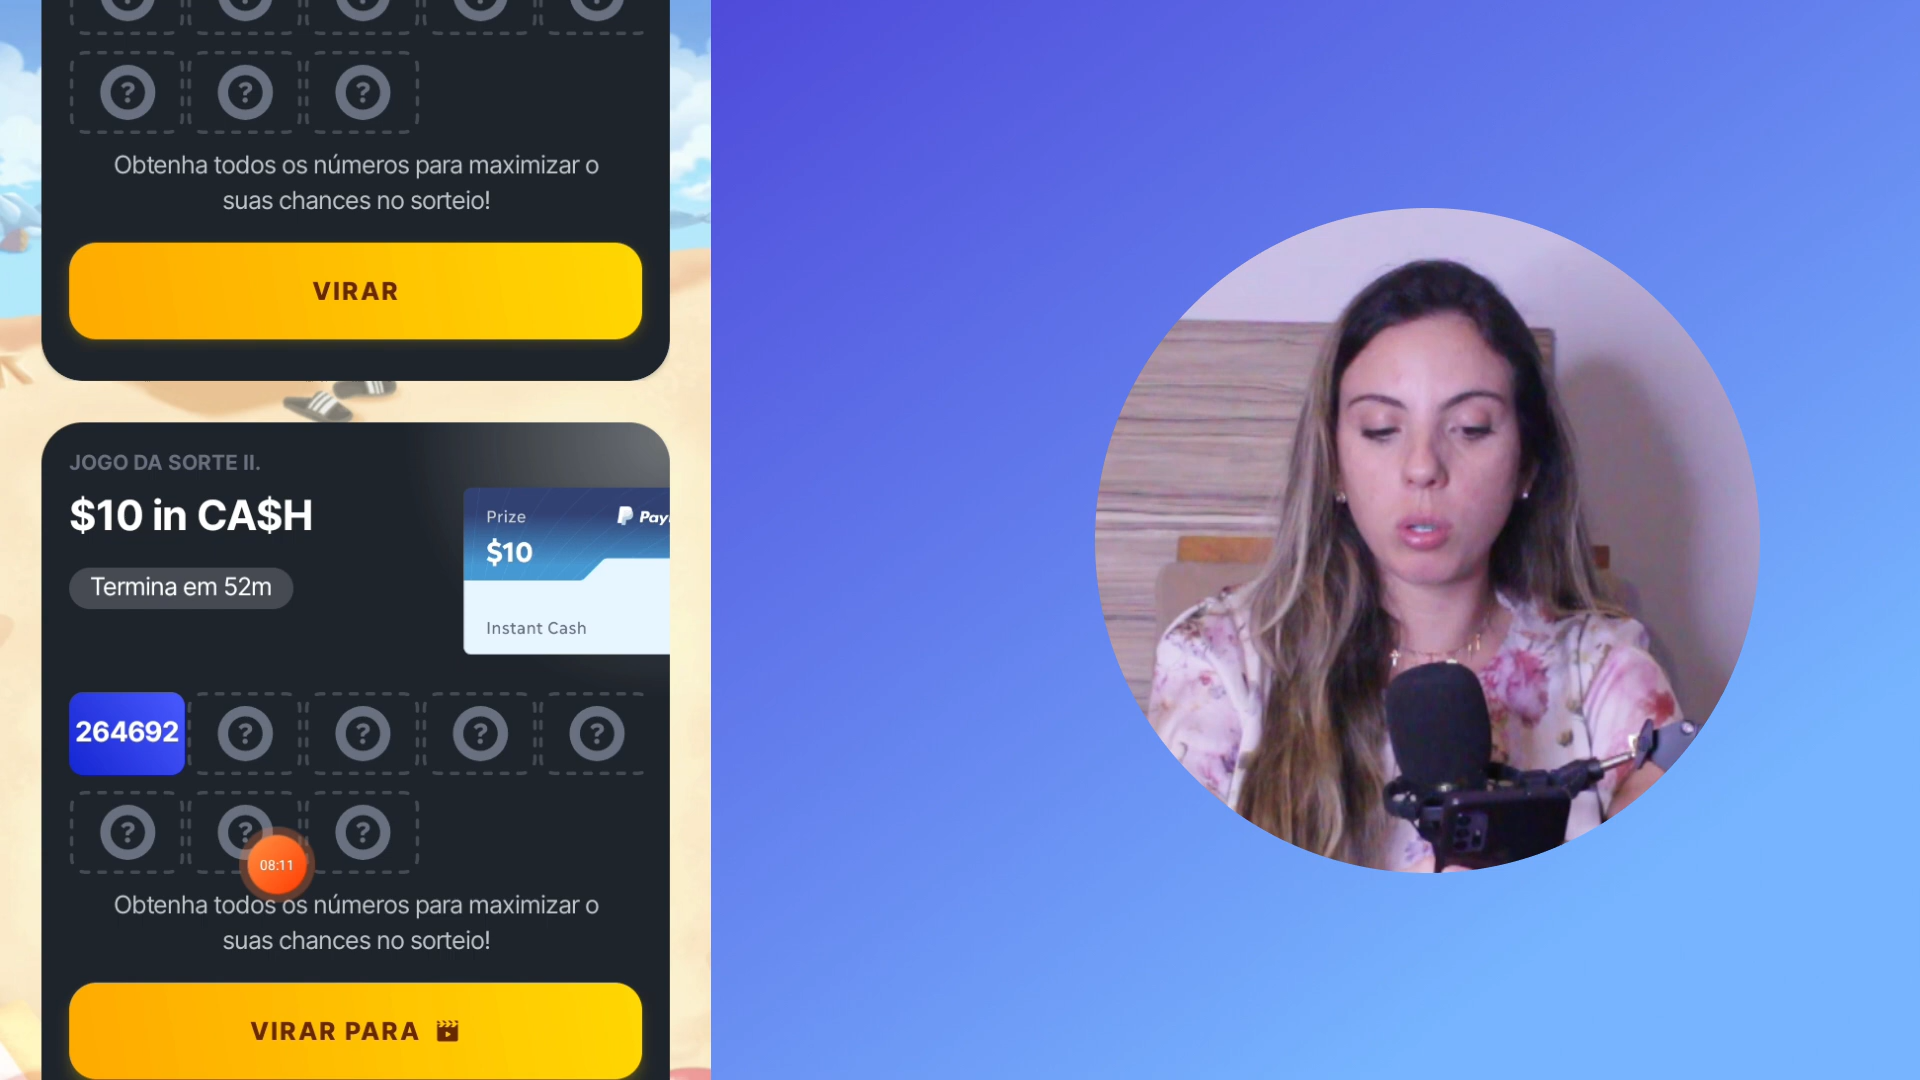 Obtenha todos os números para maximizar o
suas chances no sorteio!
VIRAR
JOGO DA SORTE II.
$10 in CA$H
Termina em 52m
Prize
$10
Instant Cash
264692
08:11
Obtenha todos os números para maximizar o
suas chances no sorteio!
VIRAR PARA